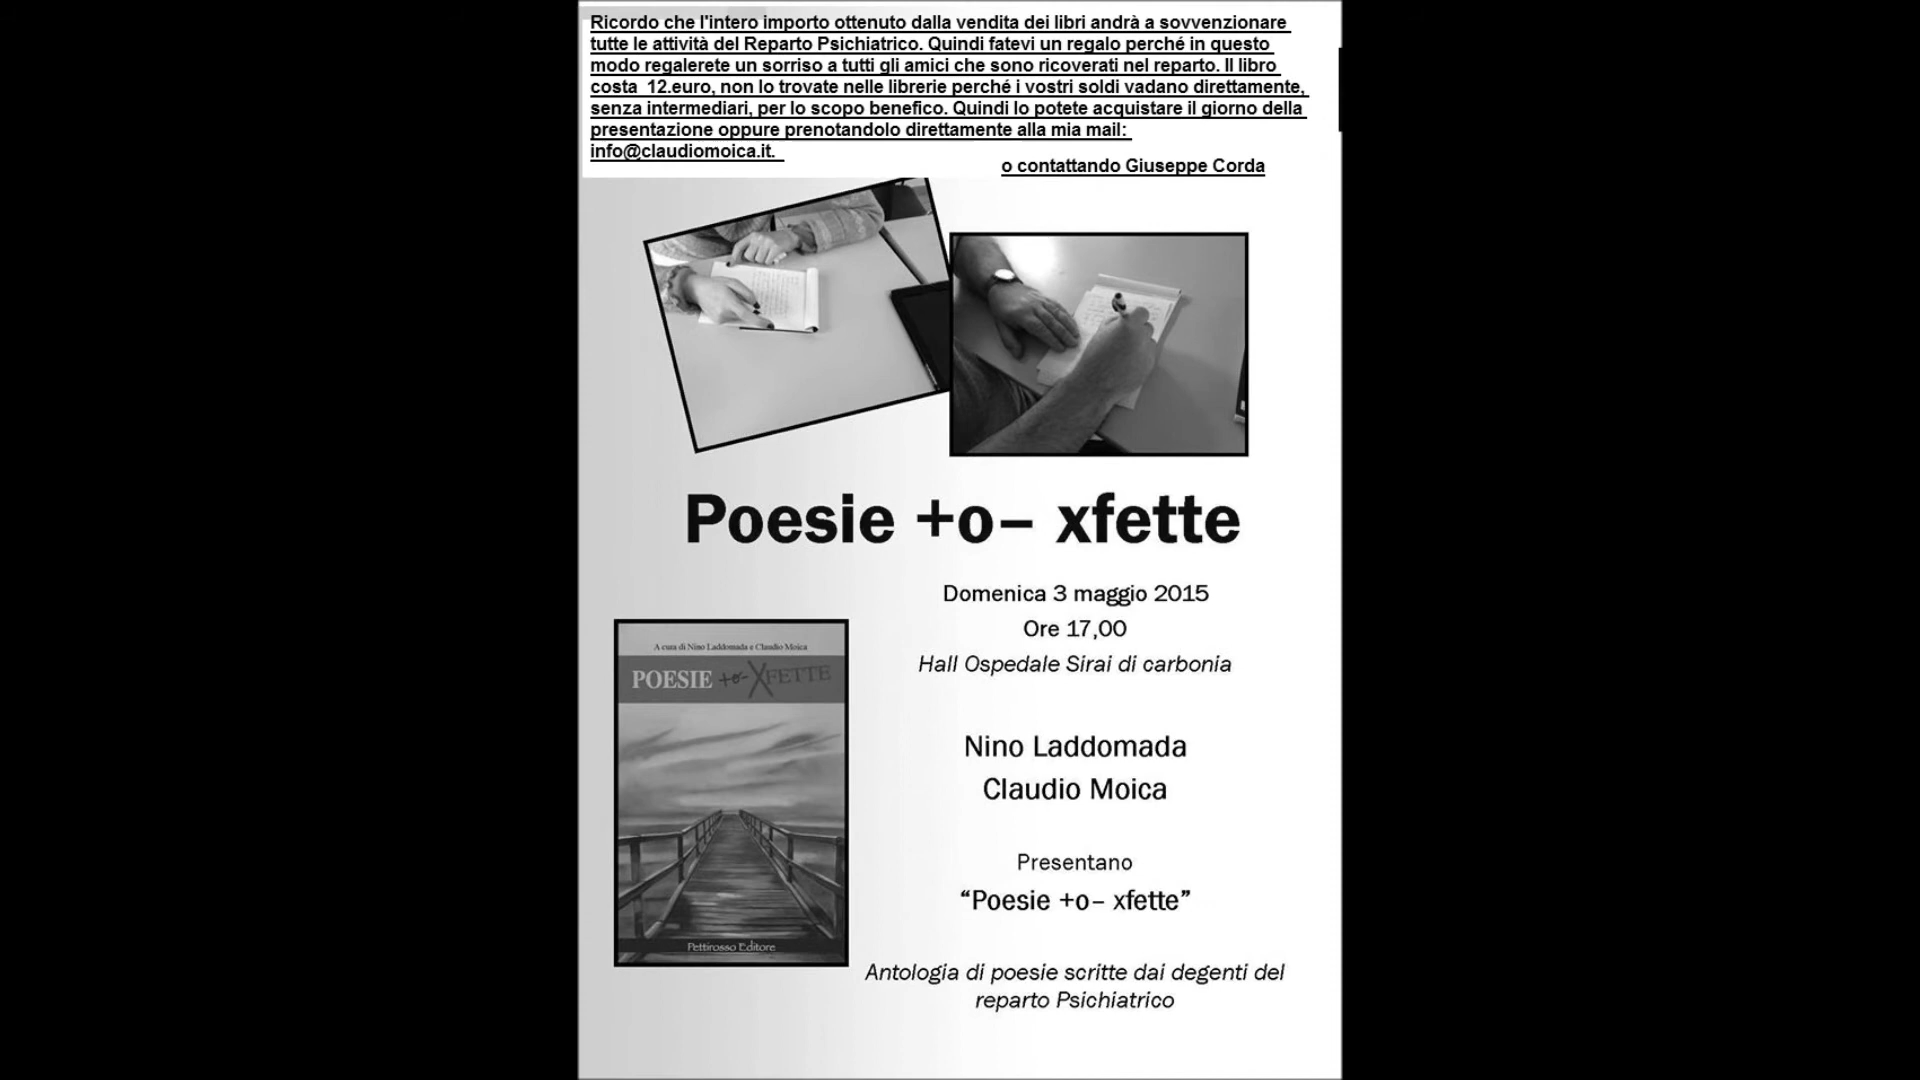 Ricordo che l'intero importo ottenuto dalla vendita dei libri andrà a sovvenzionare
tutte le attività del Reparto Psichiatrico. Quindi fatevi un regalo perché in questo
modo regalerete un sorriso a tutti gli amici che sono ricoverati nel reparto. Il libro
costa 12.euro, non lo trovate nelle librerie perché i vostri soldi vadano direttamente,
senza intermediari, per lo scopo benefico. Quindi lo potete acquistare il giorno della
presentazione oppure prenotandolo direttamente alla mia mail:
info@claudiomoica.it.
o contattando Giuseppe Corda
Poesie +o– xfette
Domenica 3 maggio 2015
Ore 17,00
Hall Ospedale Sirai di carbonia
A cura di Nino Laddomada e Claudio Moica
POESIE +o- XFETTE
Pettirosso Editore
Nino Laddomada
Claudio Moica
Presentano
“Poesie +o– xfette”
Antologia di poesie scritte dai degenti del
reparto Psichiatrico